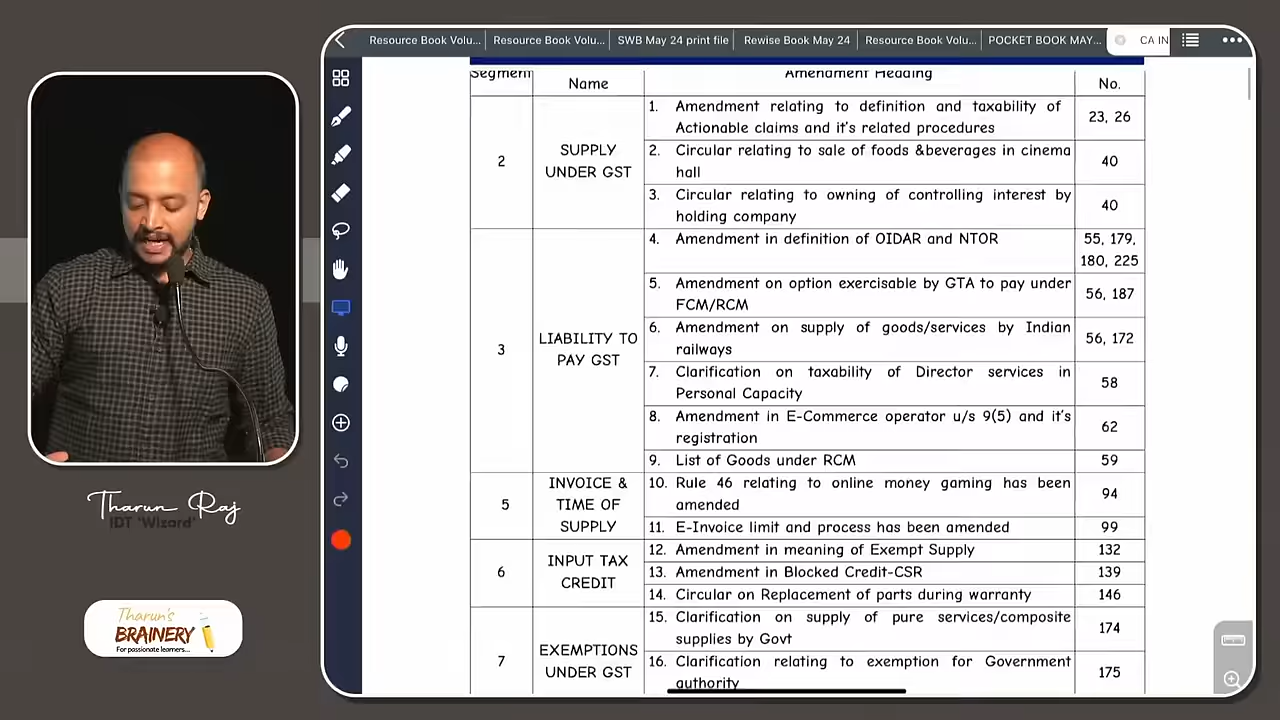 Resource Book Volu...
Resource Book Volu...
SWB May 24 print file
Rewise Book May 24
Resource Book Volu...
POCKET BOOK MAY...
CA IN
Segment
Name
Amendment Heading
No.
2
SUPPLY
UNDER GST
1. Amendment relating to definition and taxability of
Actionable claims and it's related procedures
23, 26
2. Circular relating to sale of foods &beverages in cinema
hall
40
3. Circular relating to owning of controlling interest by
holding company
40
3
LIABILITY TO
PAY GST
4. Amendment in definition of OIDAR and NTOR
55, 179,
180, 225
5. Amendment on option exercisable by GTA to pay under
FCM/RCM
56, 187
6. Amendment on supply of goods/services by Indian
railways
56, 172
7. Clarification on taxability of Director services in
Personal Capacity
58
8. Amendment in E-Commerce operator u/s 9(5) and it's
registration
62
9. List of Goods under RCM
59
5
INVOICE &
TIME OF
SUPPLY
10. Rule 46 relating to online money gaming has been
amended
94
11. E-Invoice limit and process has been amended
99
6
INPUT TAX
CREDIT
12. Amendment in meaning of Exempt Supply
132
13. Amendment in Blocked Credit-CSR
139
14. Circular on Replacement of parts during warranty
146
7
EXEMPTIONS
UNDER GST
15. Clarification on supply of pure services/composite
supplies by Govt
174
16. Clarification relating to exemption for Government
authority
175
Tharun Raj
IDT 'Wizard'
Tharun's
BRAINERY
For passionate learners...